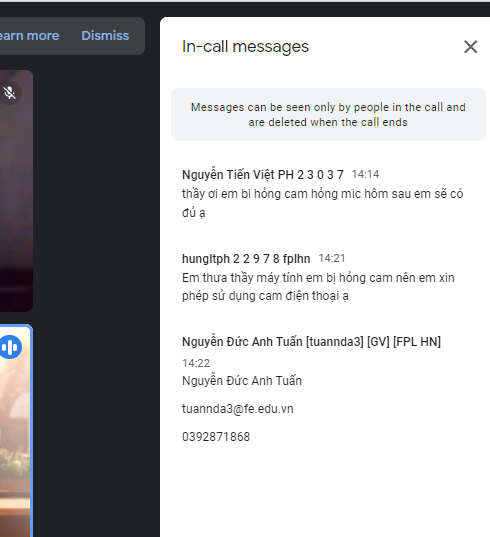 earn more Dismiss
In-call messages
Messages can be seen only by people in the call and
are deleted when the call ends
Nguyễn Tiến Việt PH 2 3 0 3 7 14:14
thầy ơi em bi hỏng cam hỏng mic hôm sau em sẽ có
đủ ạ
hungltph 2 2 9 7 8 fplhn 14:21
Em thưa thầy máy tính em bị hỏng cam nên em xin
phép sử dụng cam điện thoại ạ
Nguyễn Đức Anh Tuấn [tuannda3] [GV] [FPL HN]
14:22
Nguyễn Đức Anh Tuấn
tuannda3@fe.edu.vn
0392871868